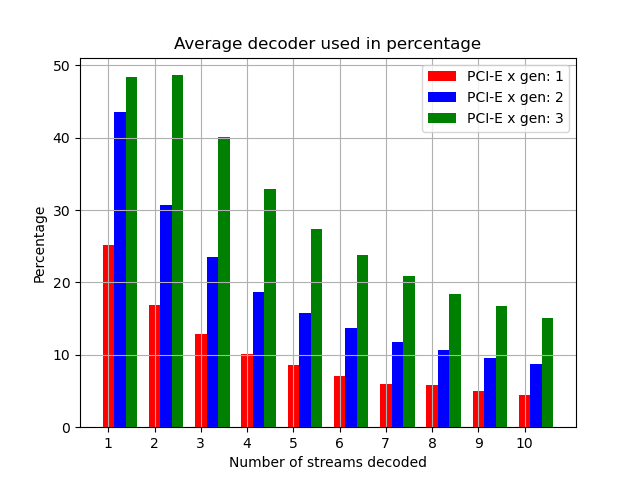 Average decoder used in percentage
PCI-E x gen: 1
PCI-E x gen: 2
PCI-E x gen: 3
Percentage
50
40
30
20
10
0
1 2 3 4 5 6 7 8 9 10
Number of streams decoded